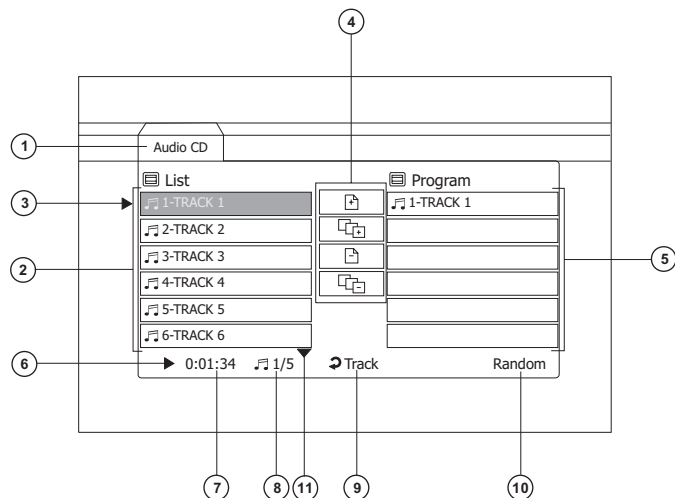 4
1
Audio CD
List
Program
3
1-TRACK 1
1-TRACK 1
2-TRACK 2
2
3-TRACK 3
5
4-TRACK 4
5-TRACK 5
6-TRACK 6
6
0:01:34
1/5
Track
Random
7
8
11
9
10